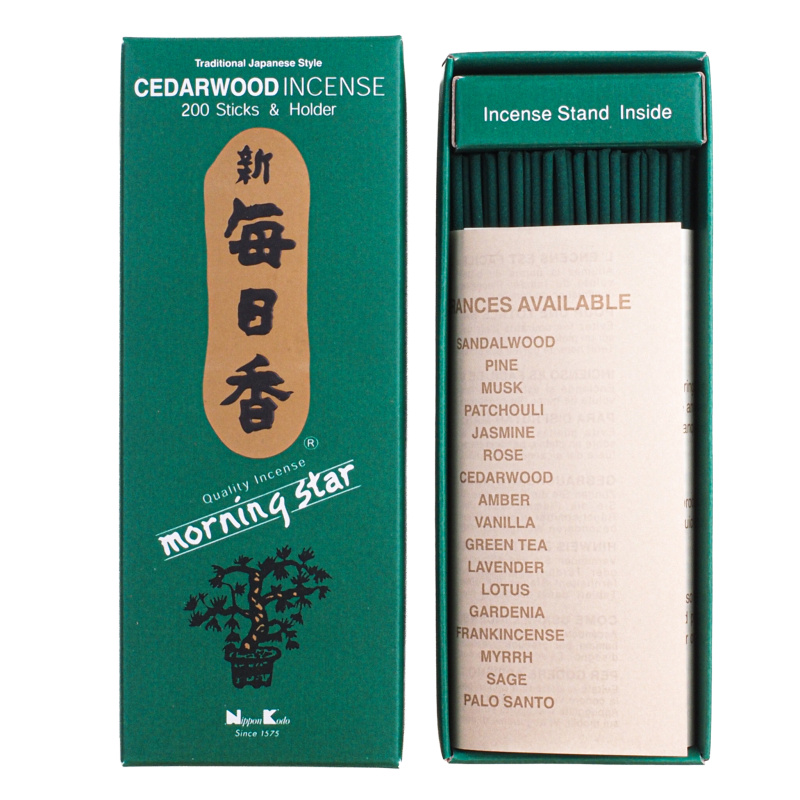 Traditional Japanese Style
CEDARWOOD INCENSE
200 Sticks & Holder
新
毎
日
香
®
Quality Incense
morning star
Nippon Kodo
Since 1575
Incense Stand Inside
ANCES AVAILABLE
SANDALWOOD
PINE
MUSK
PATCHOULI
JASMINE
ROSE
CEDARWOOD
AMBER
VANILLA
GREEN TEA
LAVENDER
LOTUS
GARDENIA
FRANKINCENSE
MYRRH
SAGE
PALO SANTO